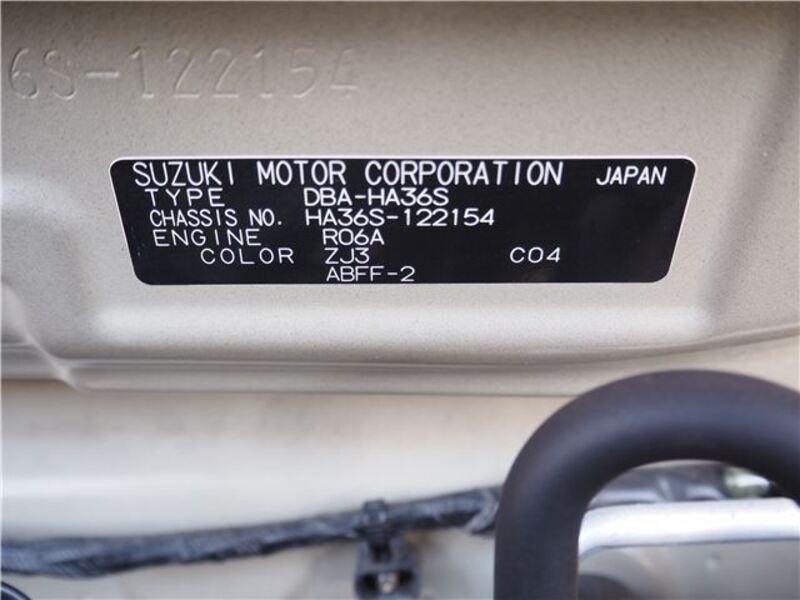 6S-122154
SUZUKI MOTOR CORPORATION JAPAN
TYPE DBA-HA36S
CHASSIS NO. HA36S-122154
ENGINE R06A
COLOR ZJ3 C04
ABFF-2